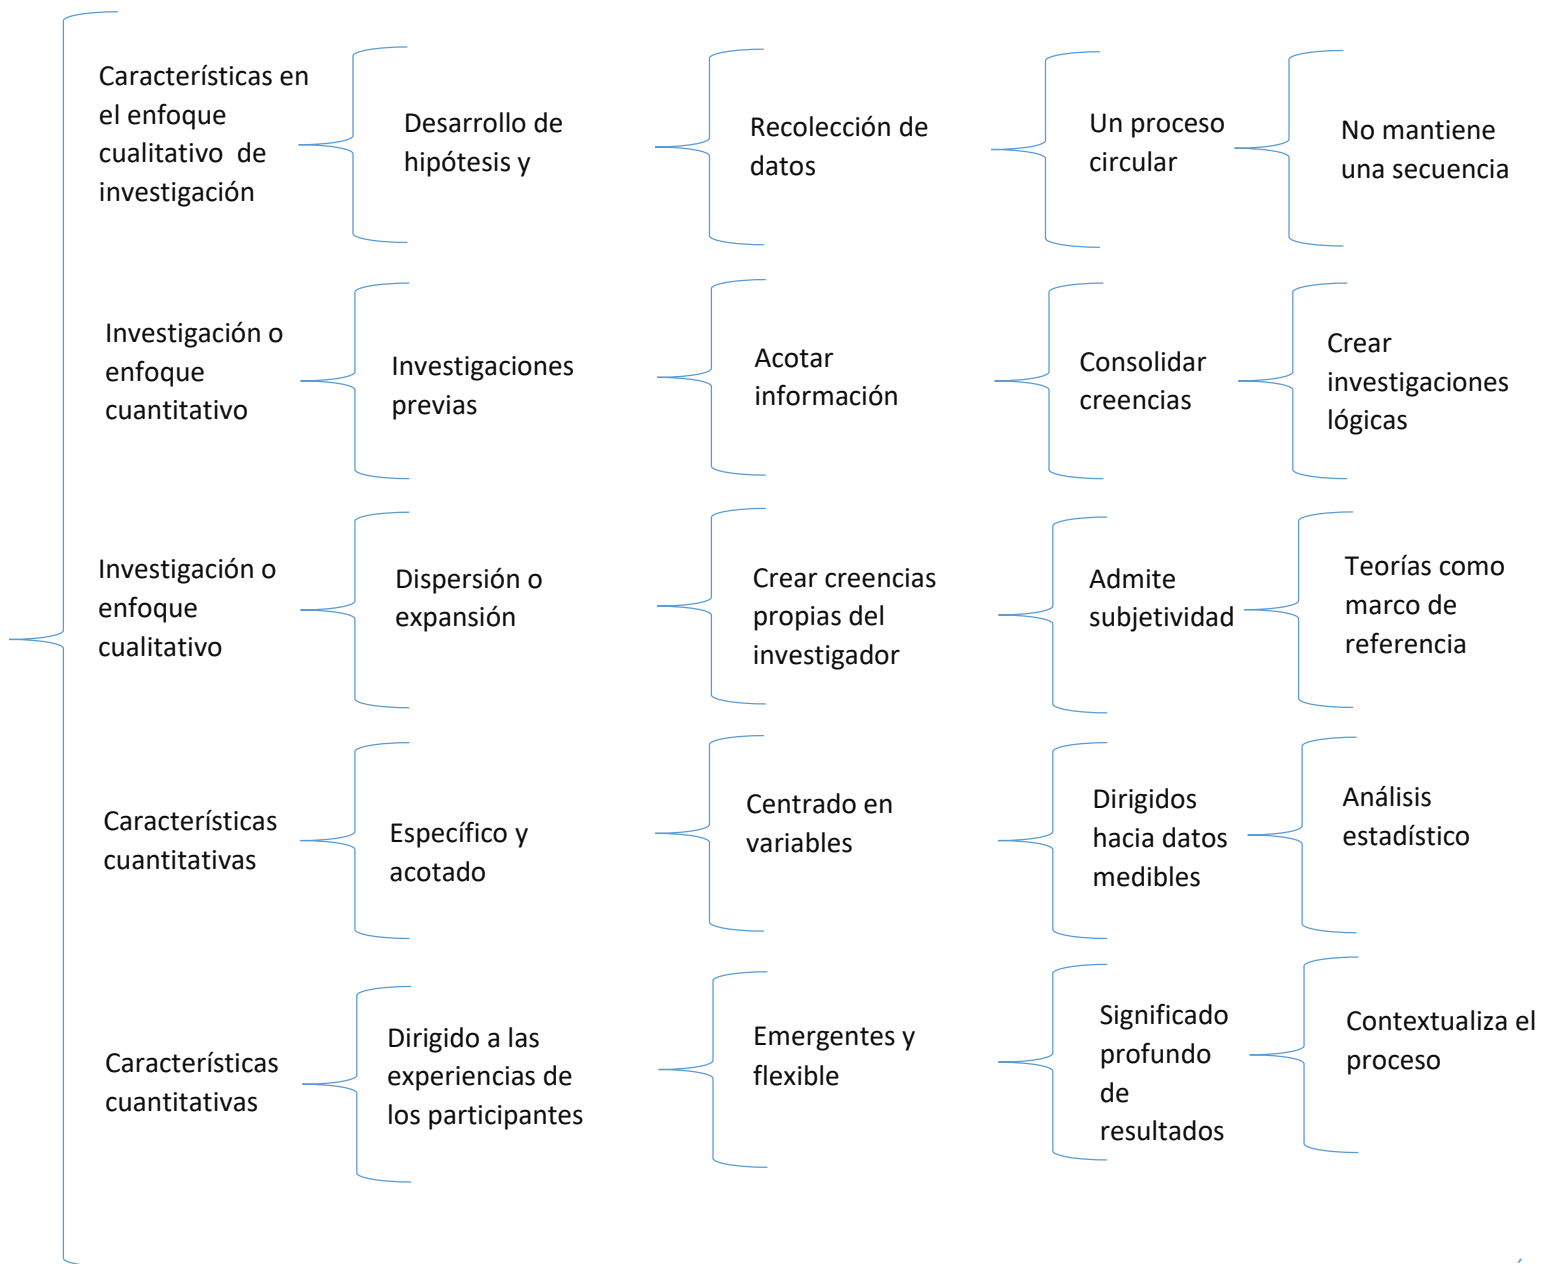 Características en
el enfoque
cualitativo de
investigación
Desarrollo de
hipótesis y
Recolección de
datos
Un proceso
circular
No mantiene
una secuencia
Investigación o
enfoque
cuantitativo
Investigaciones
previas
Acotar
información
Consolidar
creencias
Crear
investigaciones
lógicas
Investigación o
enfoque
cualitativo
Dispersión o
expansión
Crear creencias
propias del
investigador
Admite
subjetividad
Teorías como
marco de
referencia
Características
cuantitativas
Específico y
acotado
Centrado en
variables
Dirigidos
hacia datos
medibles
Análisis
estadístico
Características
cuantitativas
Dirigido a las
experiencias de
los participantes
Emergentes y
flexible
Significado
profundo
de
resultados
Contextualiza el
proceso